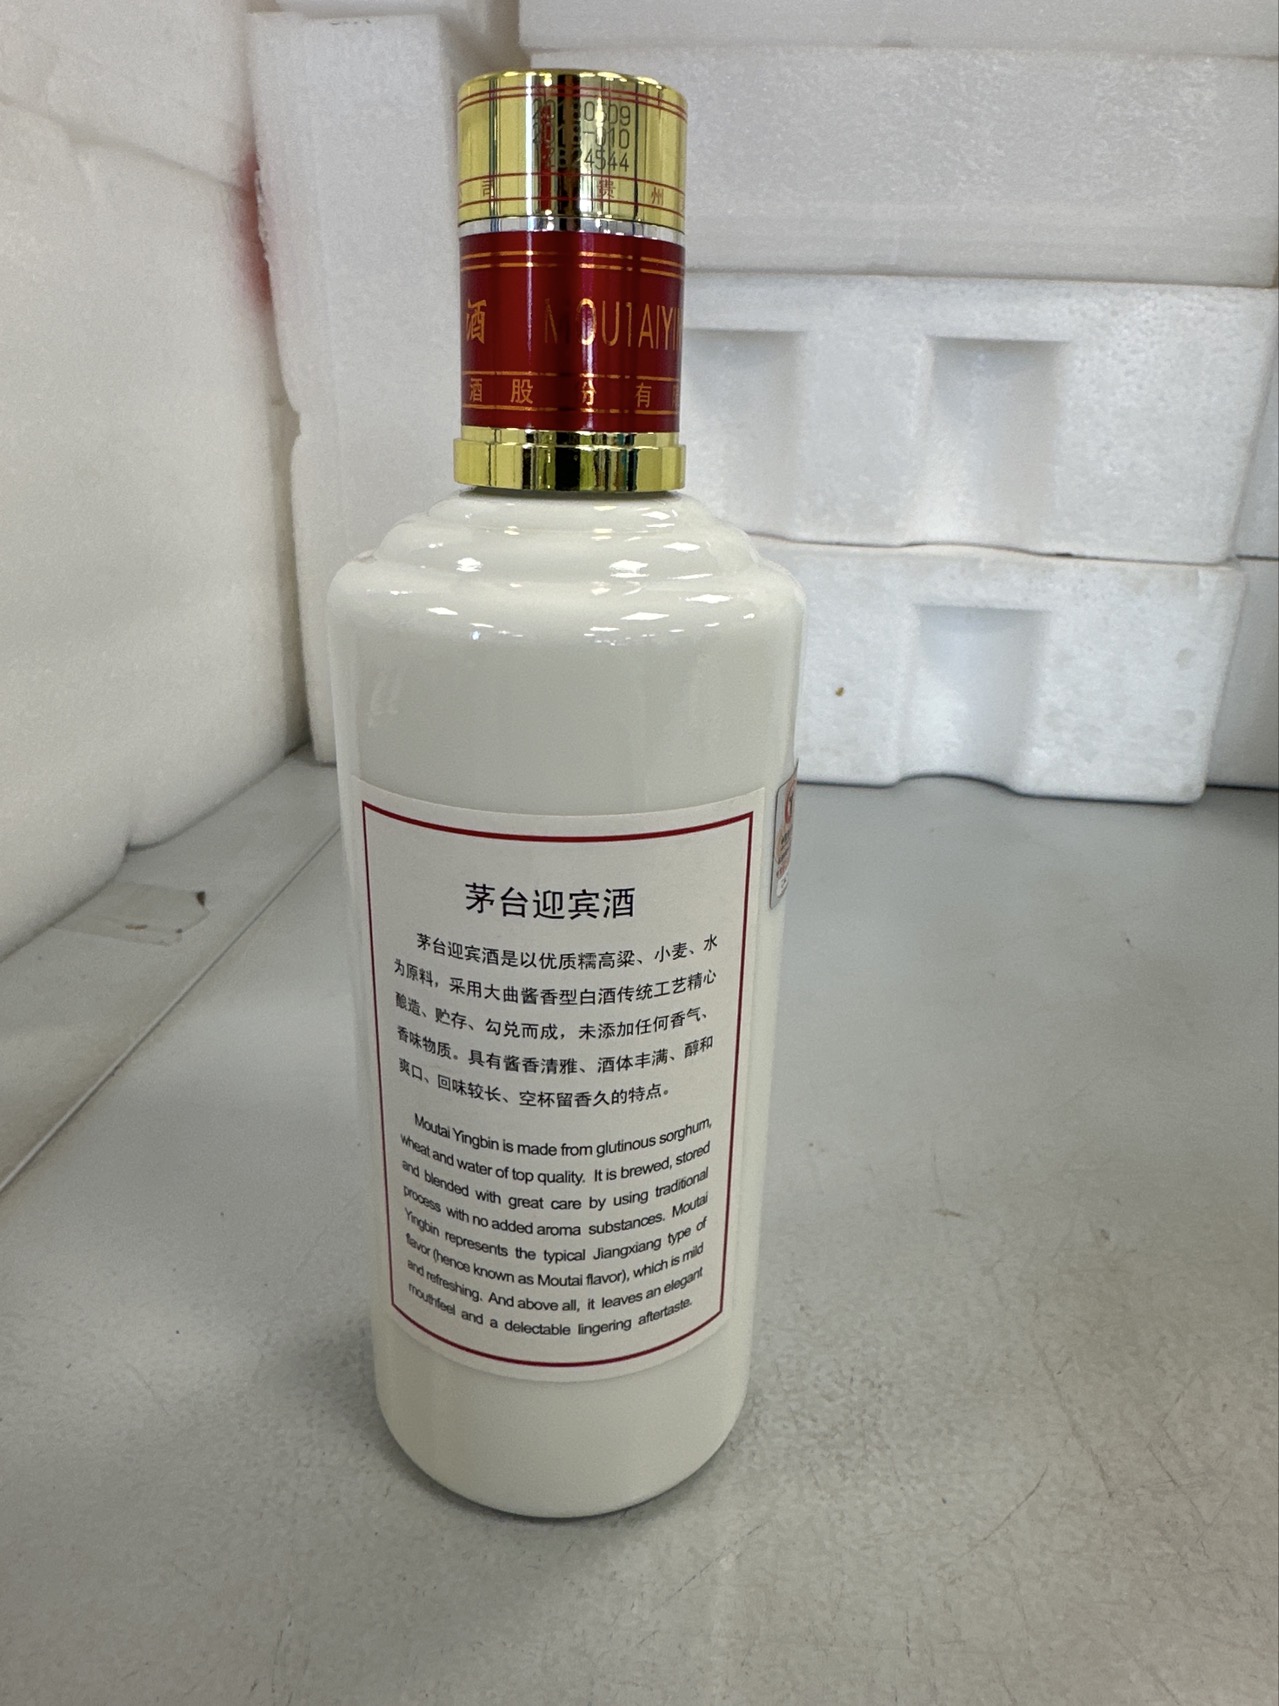 司 贵 州
酒 MOUTAIYI
酒 股 份 有
茅台迎宾酒
茅台迎宾酒是以优质糯高粱、小麦、水
为原料，采用大曲酱香型白酒传统工艺精心
酿造、贮存、勾兑而成，未添加任何香气、
香味物质。具有酱香清雅、酒体丰满、醇和
爽口、回味较长、空杯留香久的特点。
Moutai Yingbin is made from glutinous sorghum,
wheat and water of top quality. It is brewed, stored
and blended with great care by using traditional
process with no added aroma substances. Moutai
Yingbin represents the typical Jiangxiang type of
flavor (hence known as Moutai flavor), which is mild
and refreshing. And above all, it leaves an elegant
mouthfeel and a delectable lingering aftertaste.